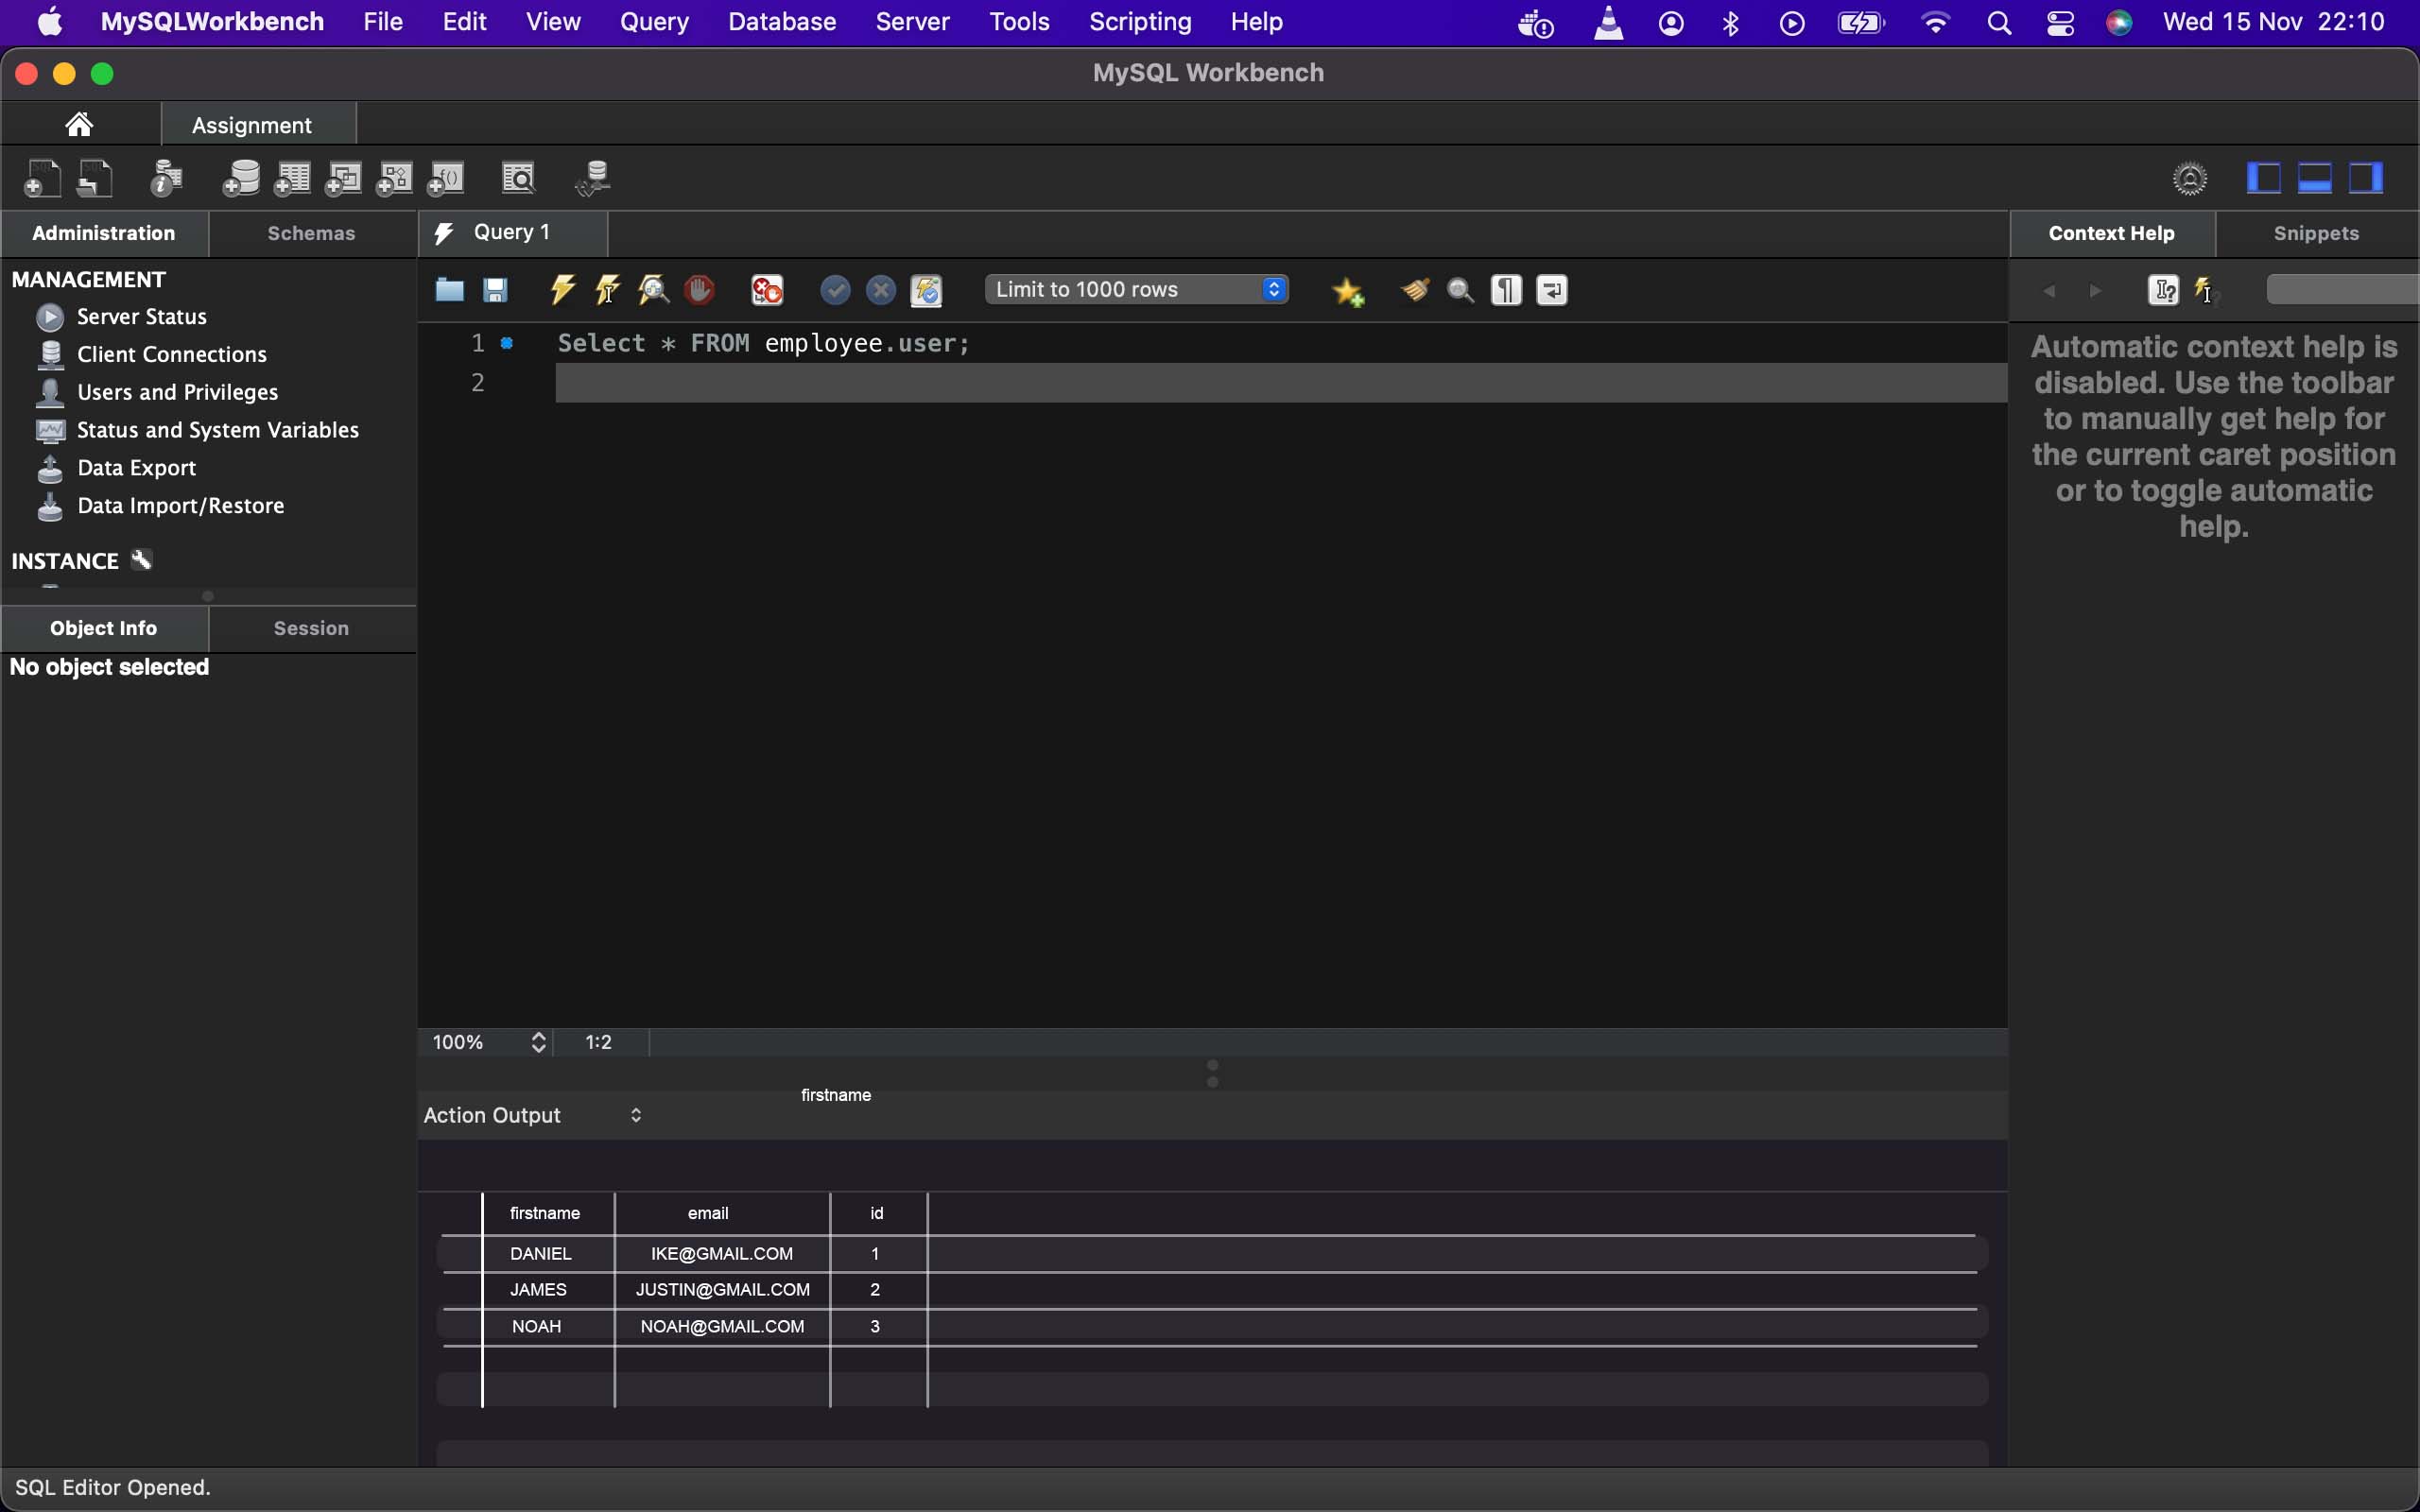 MySQLWorkbench File Edit View Query Database Server Tools Scripting Help Wed 15 Nov 22:10
MySQL Workbench
Assignment
Administration Schemas Query 1 Context Help Snippets
MANAGEMENT
Limit to 1000 rows
Server Status
Client Connections
Users and Privileges
Status and System Variables
Data Export
Data Import/Restore
INSTANCE
Object Info Session
No object selected
1 Select * FROM employee.user;
2
Automatic context help is
disabled. Use the toolbar
to manually get help for
the current caret position
or to toggle automatic
help.
100% 1:2
firstname
Action Output
firstname email id
DANIEL IKE@GMAIL.COM 1
JAMES JUSTIN@GMAIL.COM 2
NOAH NOAH@GMAIL.COM 3
SQL Editor Opened.